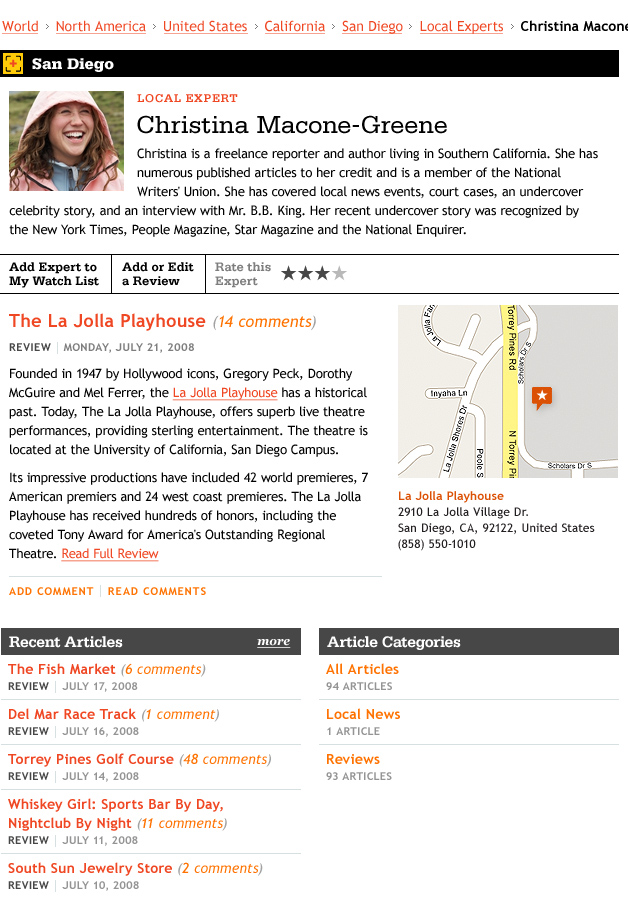 World > North America > United States > California > San Diego > Local Experts > Christina Macone
San Diego
LOCAL EXPERT
Christina Macone-Greene
Christina is a freelance reporter and author living in Southern California. She has
numerous published articles to her credit and is a member of the National
Writers' Union. She has covered local news events, court cases, an undercover
celebrity story, and an interview with Mr. B.B. King. Her recent undercover story was recognized by
the New York Times, People Magazine, Star Magazine and the National Enquirer.
Add Expert to
My Watch List
Add or Edit
a Review
Rate this
Expert
The La Jolla Playhouse (14 comments)
REVIEW | MONDAY, JULY 21, 2008
Founded in 1947 by Hollywood icons, Gregory Peck, Dorothy
McGuire and Mel Ferrer, the La Jolla Playhouse has a historical
past. Today, The La Jolla Playhouse, offers superb live theatre
performances, providing sterling entertainment. The theatre is
located at the University of California, San Diego Campus.
Its impressive productions have included 42 world premieres, 7
American premiers and 24 west coast premieres. The La Jolla
Playhouse has received hundreds of honors, including the
coveted Tony Award for America's Outstanding Regional
Theatre. Read Full Review
ADD COMMENT | READ COMMENTS
La Jolla Far
Torrey Pines Rd
Scholars Dr S
Inyaha Ln
La Jolla Shores Dr
Poole S
N Torrey Pin
Scholars Dr S
La Jolla Playhouse
2910 La Jolla Village Dr.
San Diego, CA, 92122, United States
(858) 550-1010
Recent Articles more
The Fish Market (6 comments)
REVIEW | JULY 17, 2008
Del Mar Race Track (1 comment)
REVIEW | JULY 16, 2008
Torrey Pines Golf Course (48 comments)
REVIEW | JULY 14, 2008
Whiskey Girl: Sports Bar By Day,
Nightclub By Night (11 comments)
REVIEW | JULY 11, 2008
South Sun Jewelry Store (2 comments)
REVIEW | JULY 10, 2008
Article Categories
All Articles
94 ARTICLES
Local News
1 ARTICLE
Reviews
93 ARTICLES